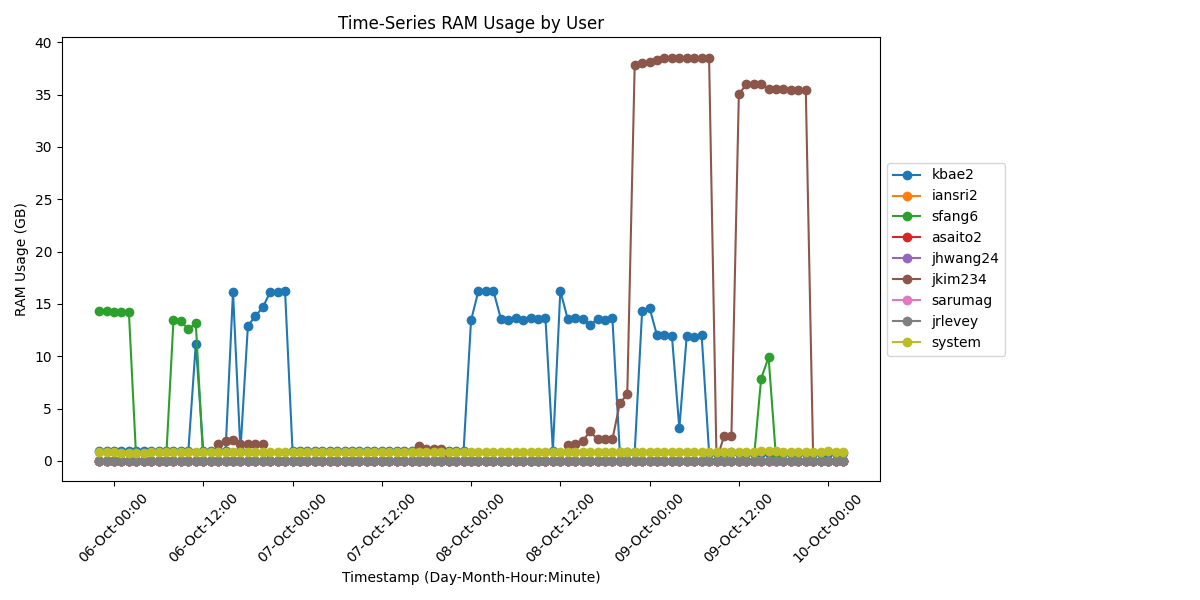 Time-Series RAM Usage by User
RAM Usage (GB)
40
35
30
25
20
15
10
5
0
06-Oct-00:00
06-Oct-12:00
07-Oct-00:00
07-Oct-12:00
08-Oct-00:00
08-Oct-12:00
09-Oct-00:00
09-Oct-12:00
10-Oct-00:00
Timestamp (Day-Month-Hour:Minute)
kbae2
iansri2
sfang6
asaito2
jhwang24
jkim234
sarumag
jrlevey
system